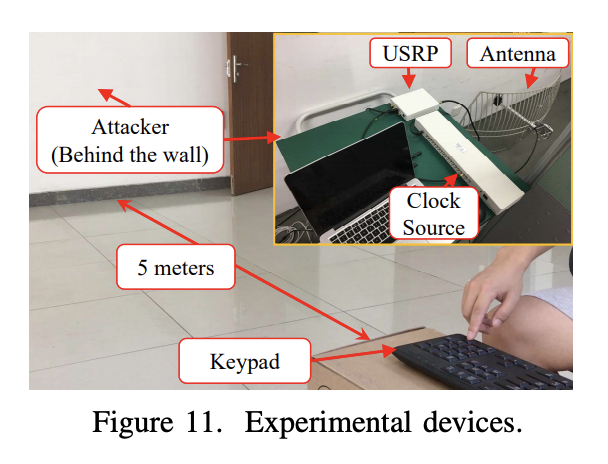 USRP
Antenna
Attacker
(Behind the wall)
Clock
Source
5 meters
Keypad
Figure 11. Experimental devices.